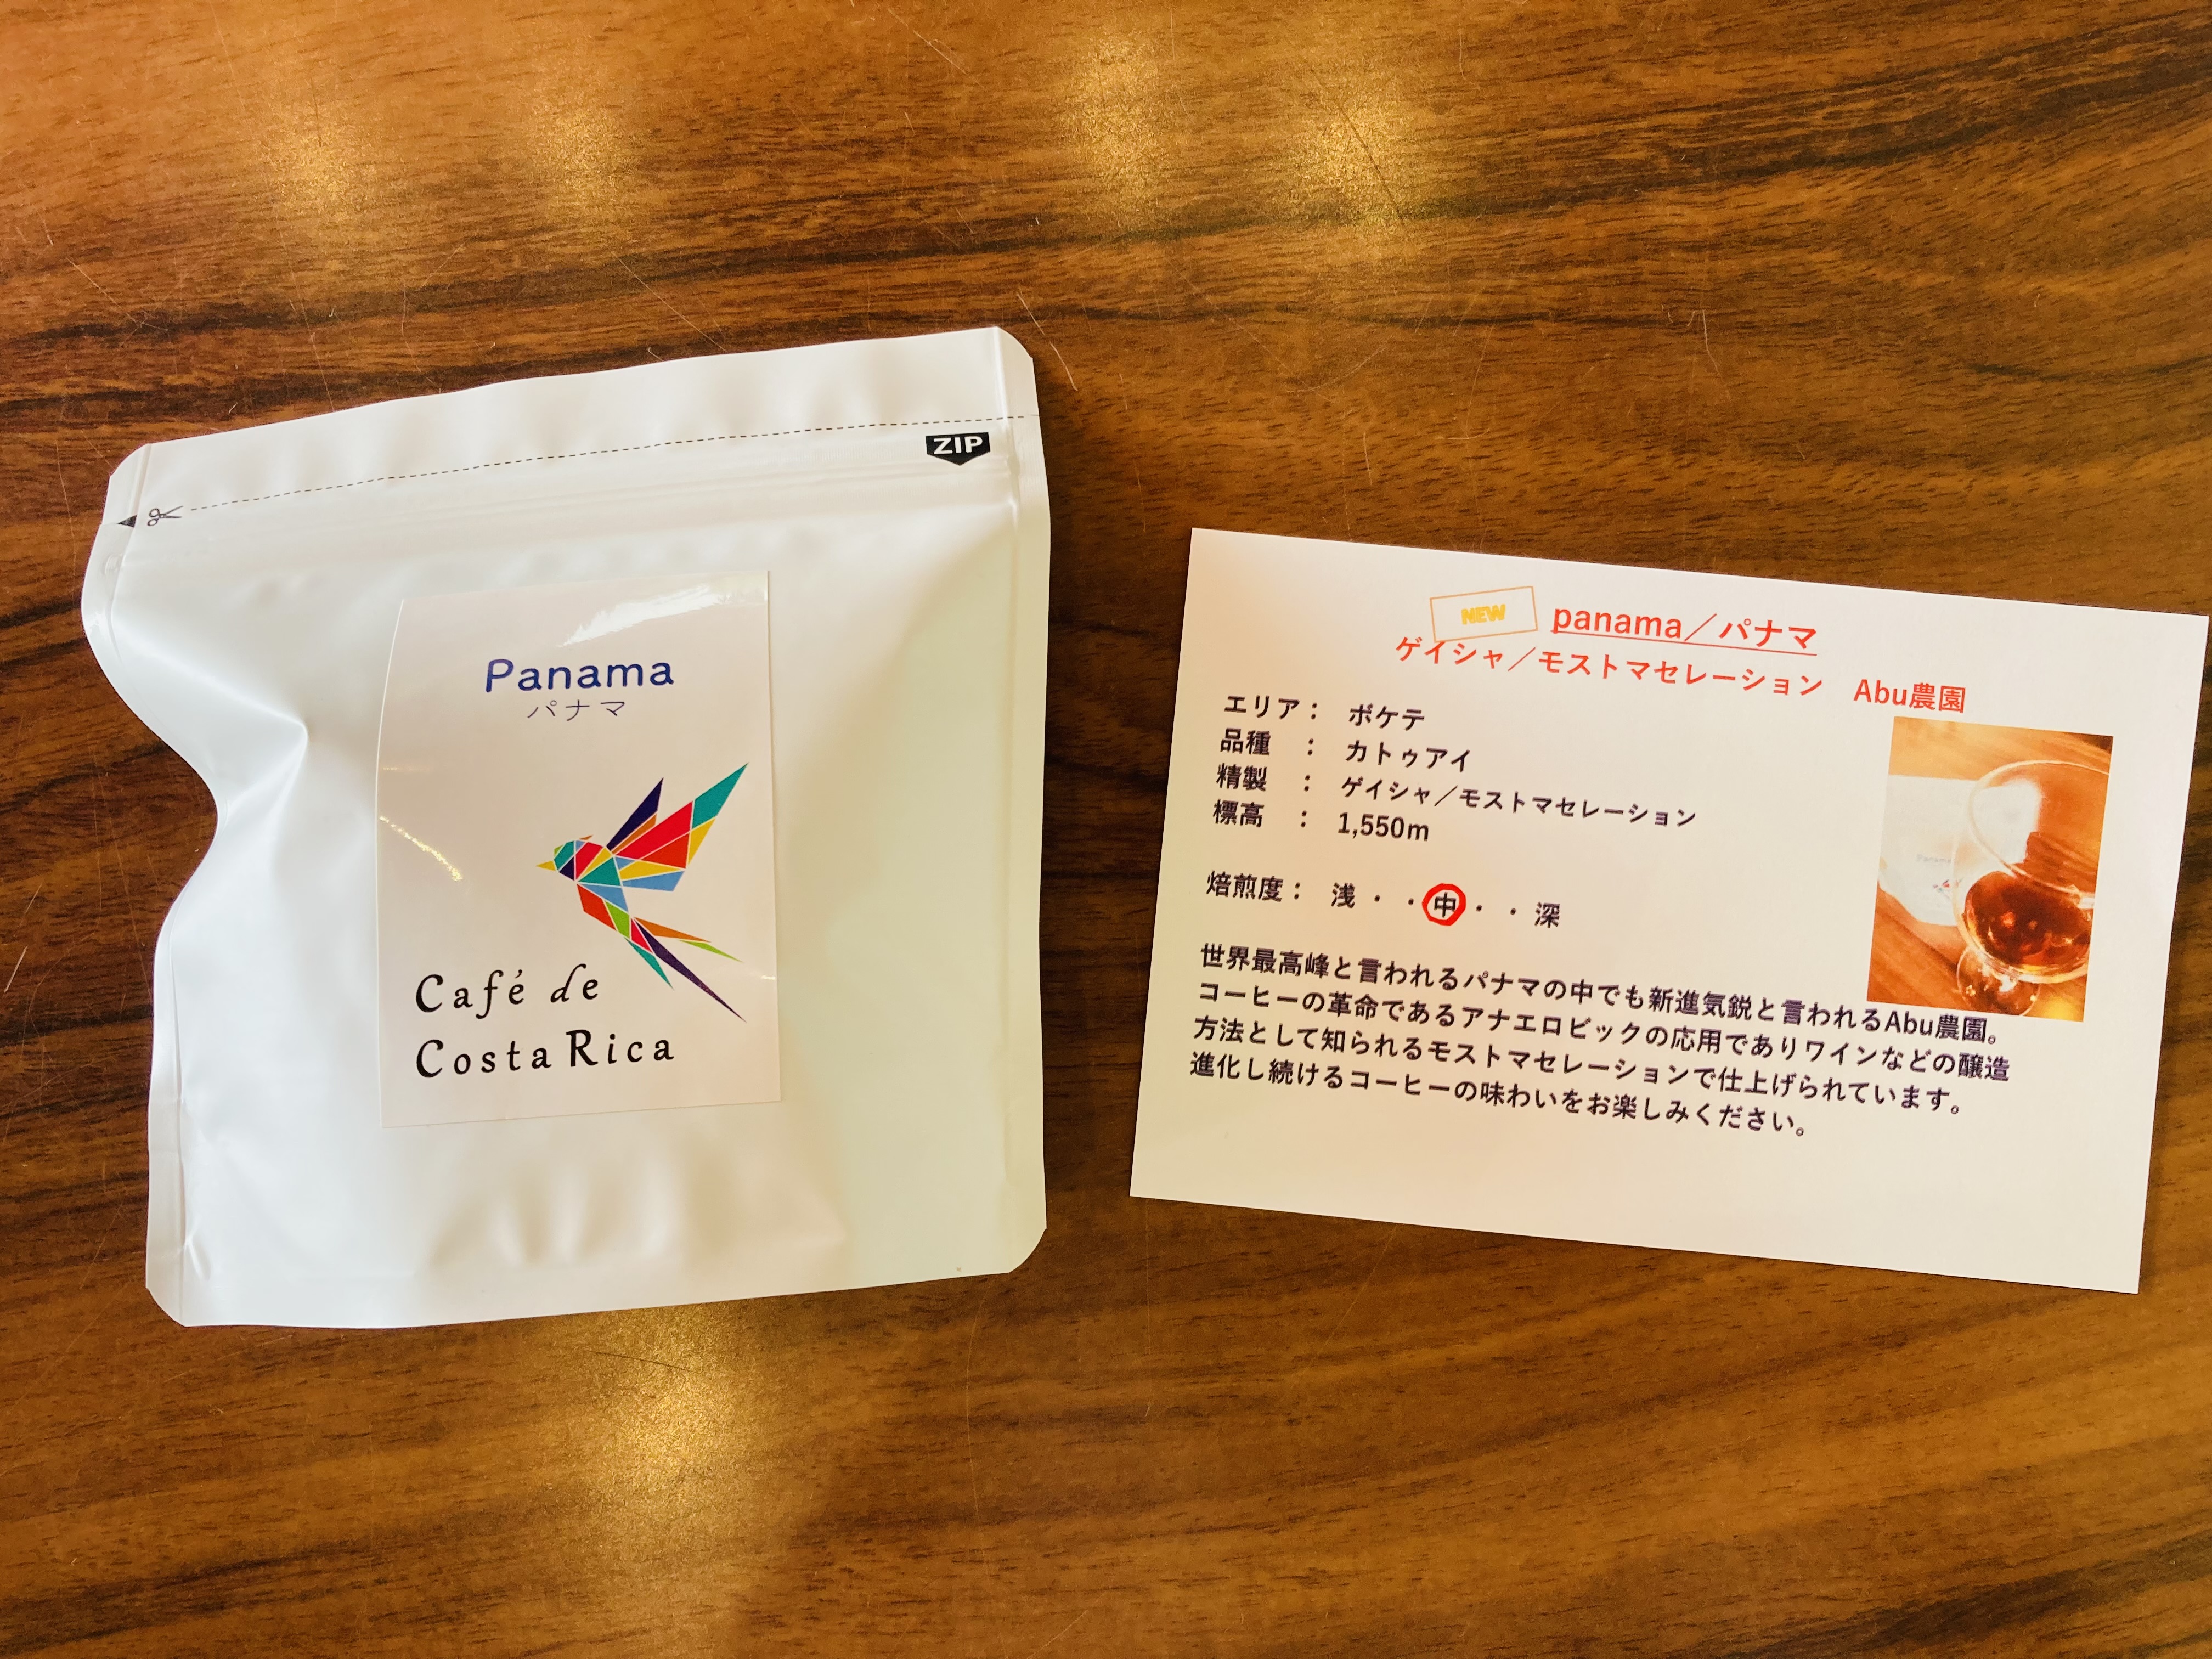 ZIP
Panama
パナマ
Café de
Costa Rica
NEW
panama／パナマ
ゲイシャ／モストマセレーション　Abu農園
エリア： ボケテ
品種 ： カトゥアイ
精製 ： ゲイシャ／モストマセレーション
標高 ： 1,550m
焙煎度： 浅・・中・・深
世界最高峰と言われるパナマの中でも新進気鋭と言われるAbu農園。
コーヒーの革命であるアナエロビックの応用でありワインなどの醸造
方法として知られるモストマセレーションで仕上げられています。
進化し続けるコーヒーの味わいをお楽しみください。
Panama